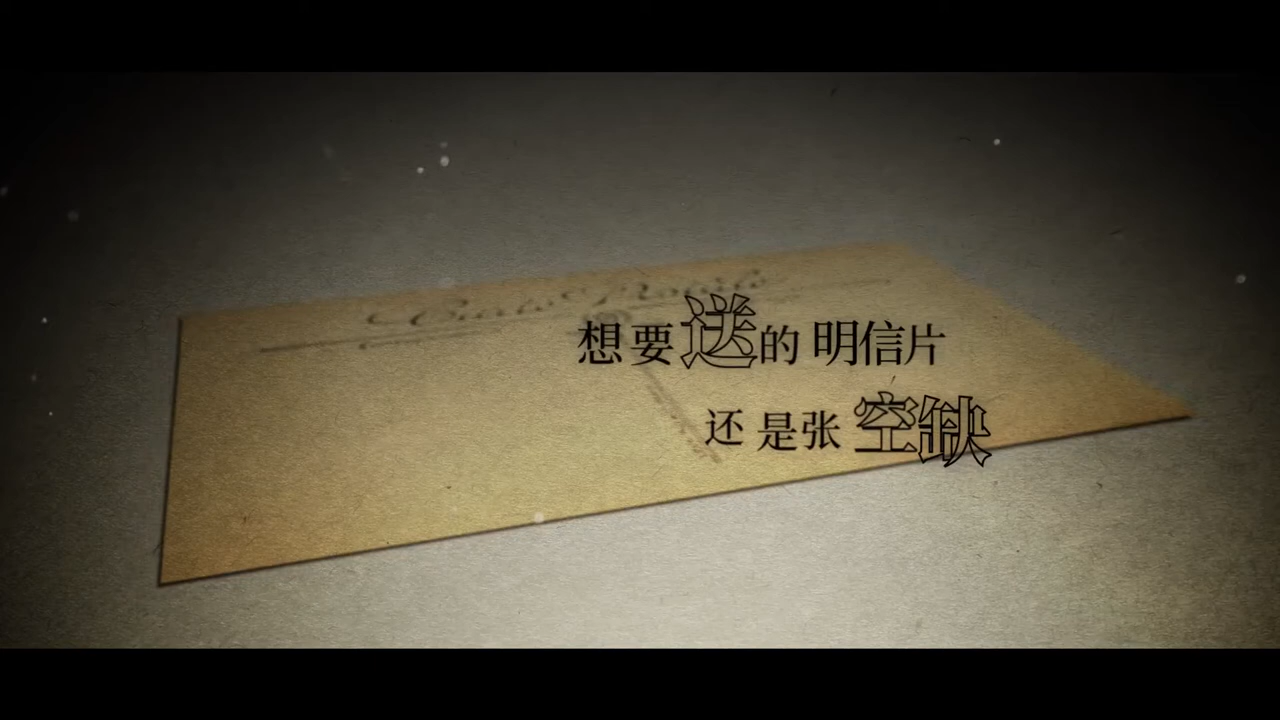 想要送的 明信片
还是张 空缺